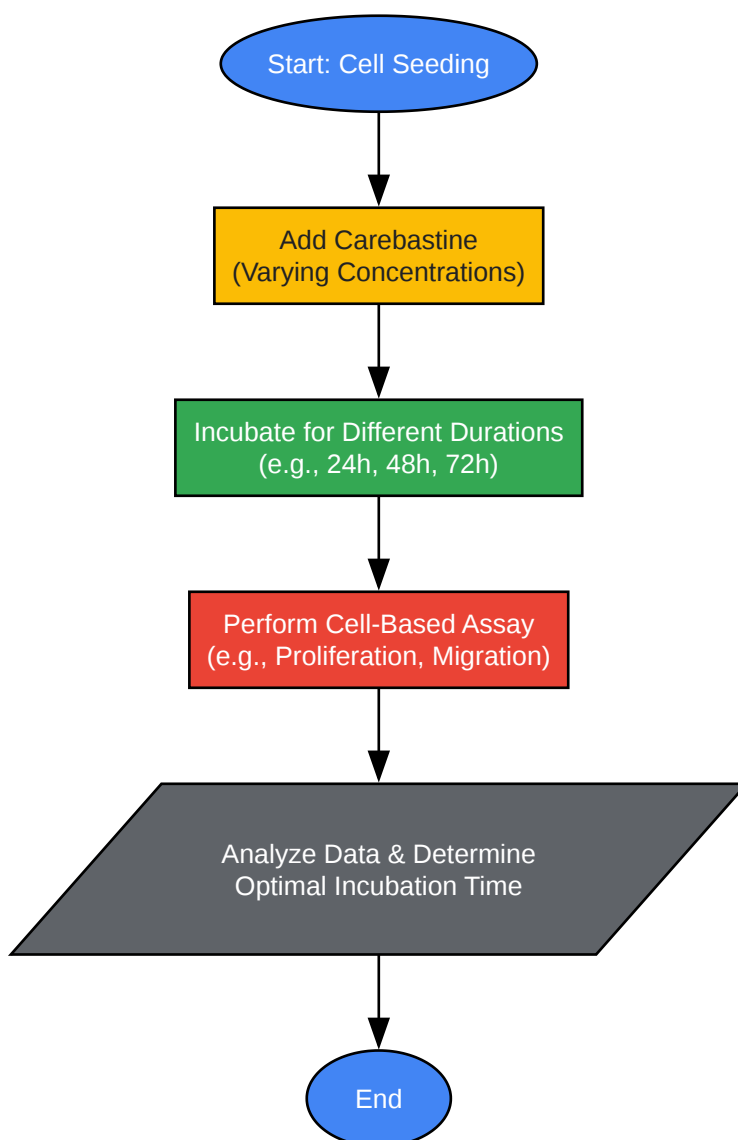 Start: Cell Seeding
Add Carebastine
(Varying Concentrations)
Incubate for Different Durations
(e.g., 24h, 48h, 72h)
Perform Cell-Based Assay
(e.g., Proliferation, Migration)
Analyze Data & Determine
Optimal Incubation Time
End